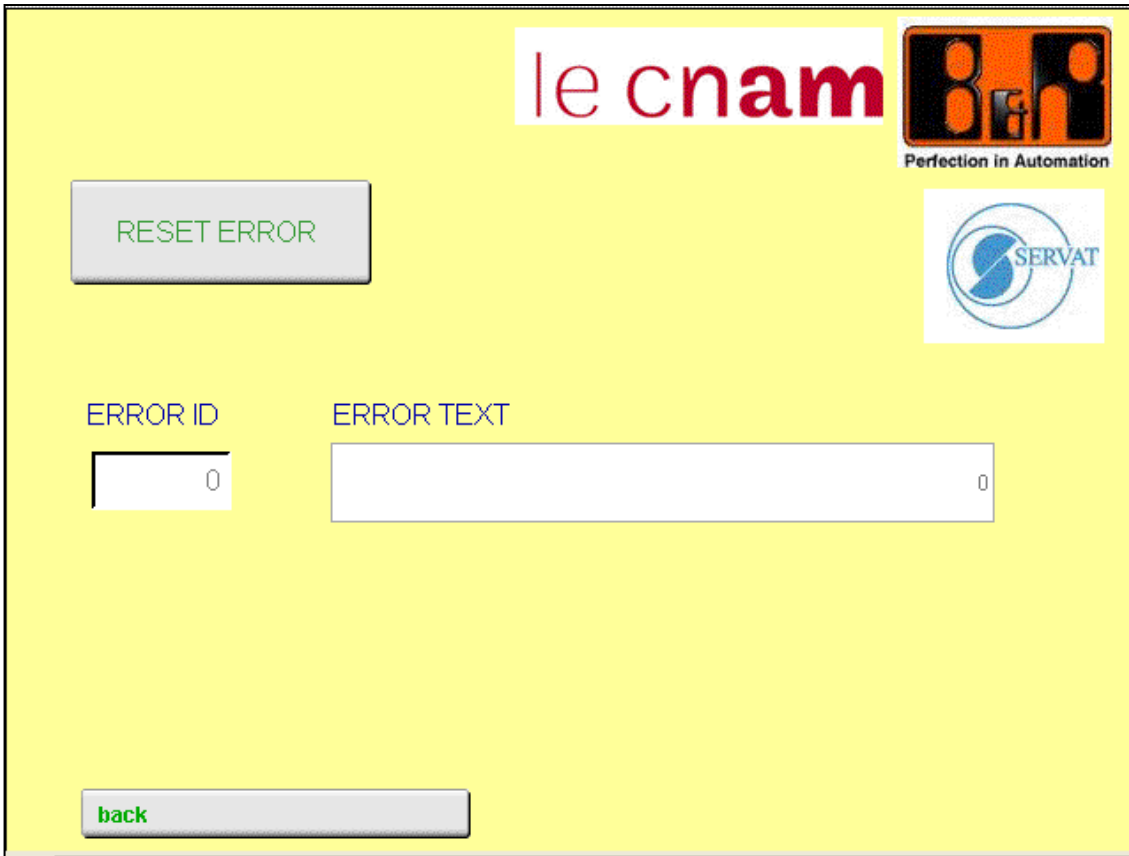 le cnam
B&R
Perfection in Automation
RESET ERROR
SERVAT
ERROR ID
ERROR TEXT
0
0
back